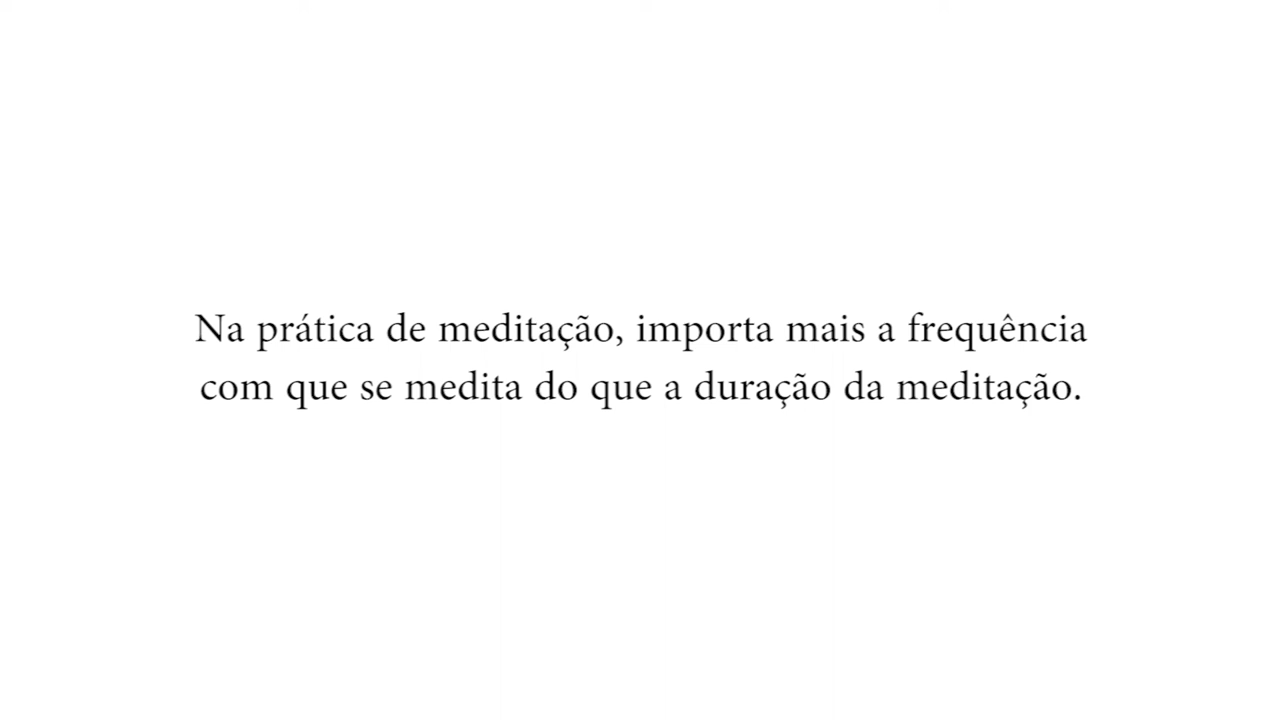 Na prática de meditação, importa mais a frequência
com que se medita do que a duração da meditação.